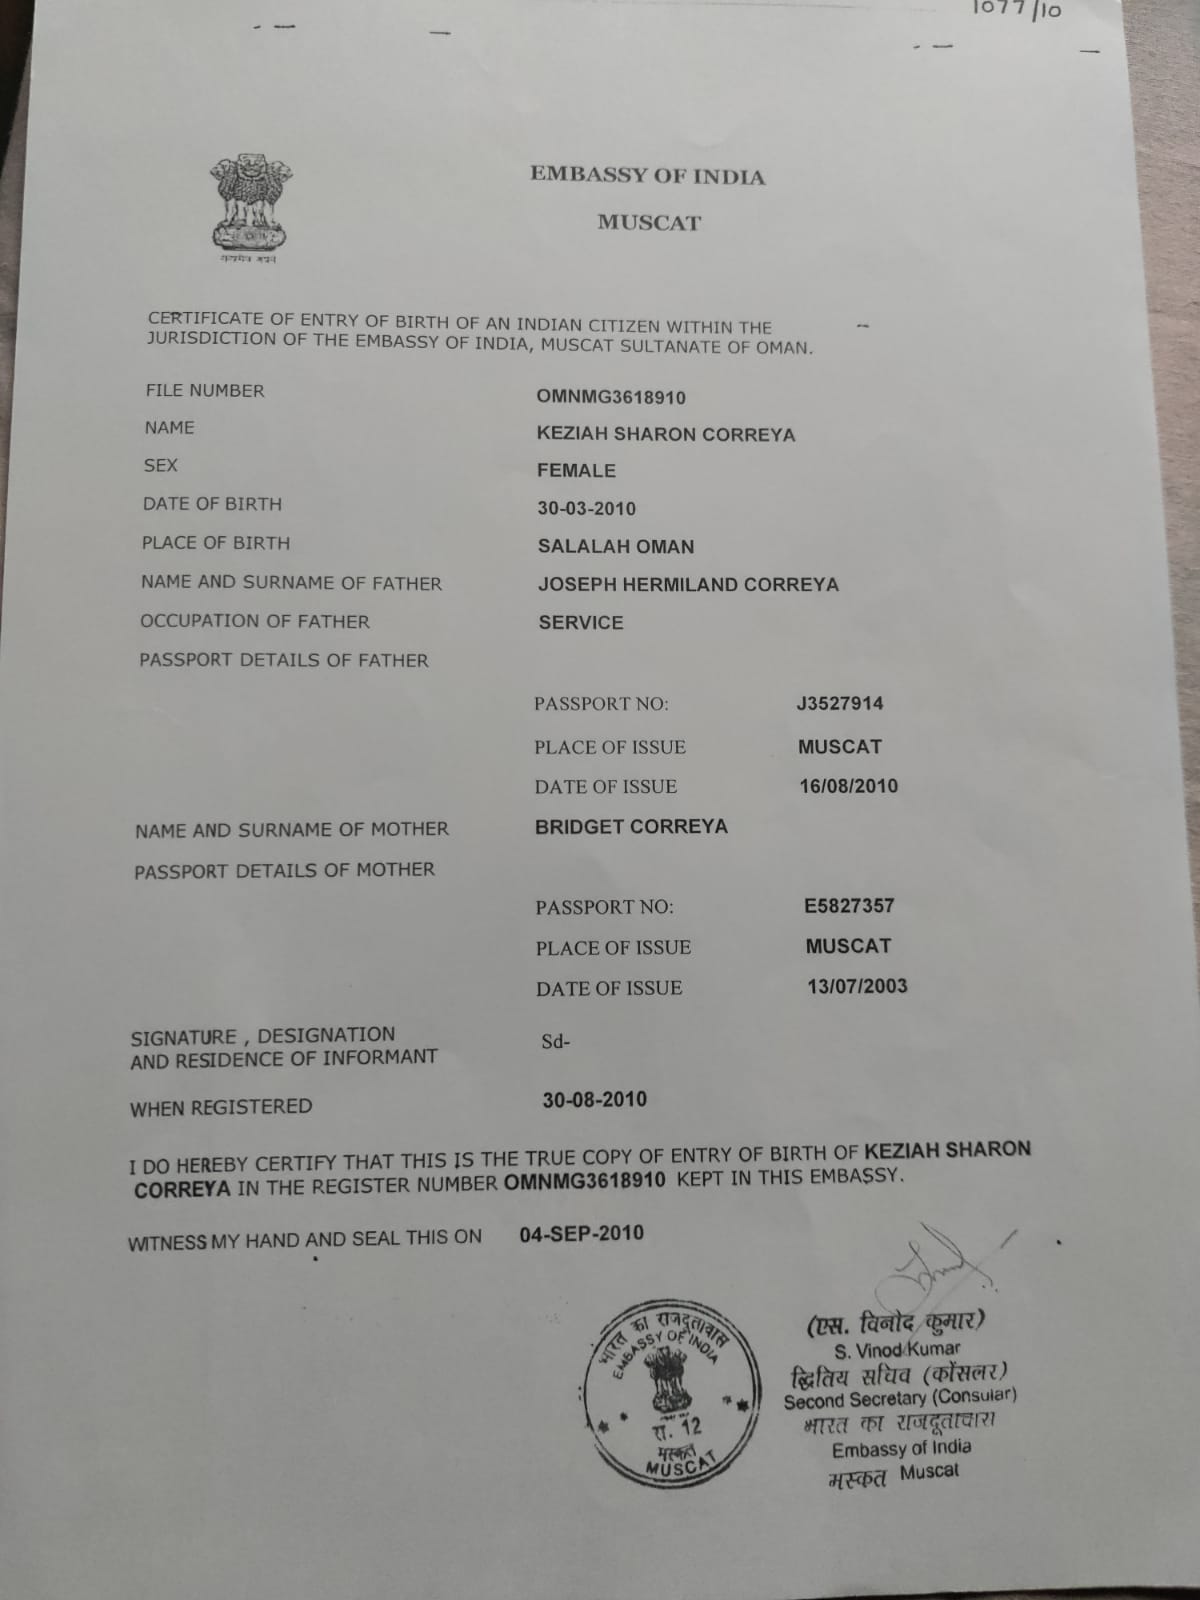 1077/10
EMBASSY OF INDIA
MUSCAT
सत्यमेव जयते
CERTIFICATE OF ENTRY OF BIRTH OF AN INDIAN CITIZEN WITHIN THE
JURISDICTION OF THE EMBASSY OF INDIA, MUSCAT SULTANATE OF OMAN.
FILE NUMBER OMNMG3618910
NAME KEZIAH SHARON CORREYA
SEX FEMALE
DATE OF BIRTH 30-03-2010
PLACE OF BIRTH SALALAH OMAN
NAME AND SURNAME OF FATHER JOSEPH HERMILAND CORREYA
OCCUPATION OF FATHER SERVICE
PASSPORT DETAILS OF FATHER
PASSPORT NO: J3527914
PLACE OF ISSUE MUSCAT
DATE OF ISSUE 16/08/2010
NAME AND SURNAME OF MOTHER BRIDGET CORREYA
PASSPORT DETAILS OF MOTHER
PASSPORT NO: E5827357
PLACE OF ISSUE MUSCAT
DATE OF ISSUE 13/07/2003
SIGNATURE , DESIGNATION
AND RESIDENCE OF INFORMANT Sd-
WHEN REGISTERED 30-08-2010
I DO HEREBY CERTIFY THAT THIS IS THE TRUE COPY OF ENTRY OF BIRTH OF KEZIAH SHARON
CORREYA IN THE REGISTER NUMBER OMNMG3618910 KEPT IN THIS EMBASSY.
WITNESS MY HAND AND SEAL THIS ON 04-SEP-2010
भारत का राजदूतावास
EMBASSY OF INDIA
रा. 12
मस्कत
MUSCAT
(एस. विनोद कुमार)
S. Vinod Kumar
द्वितिय सचिव (कोंसलर)
Second Secretary (Consular)
भारत का राजदूतावास
Embassy of India
मस्कत Muscat